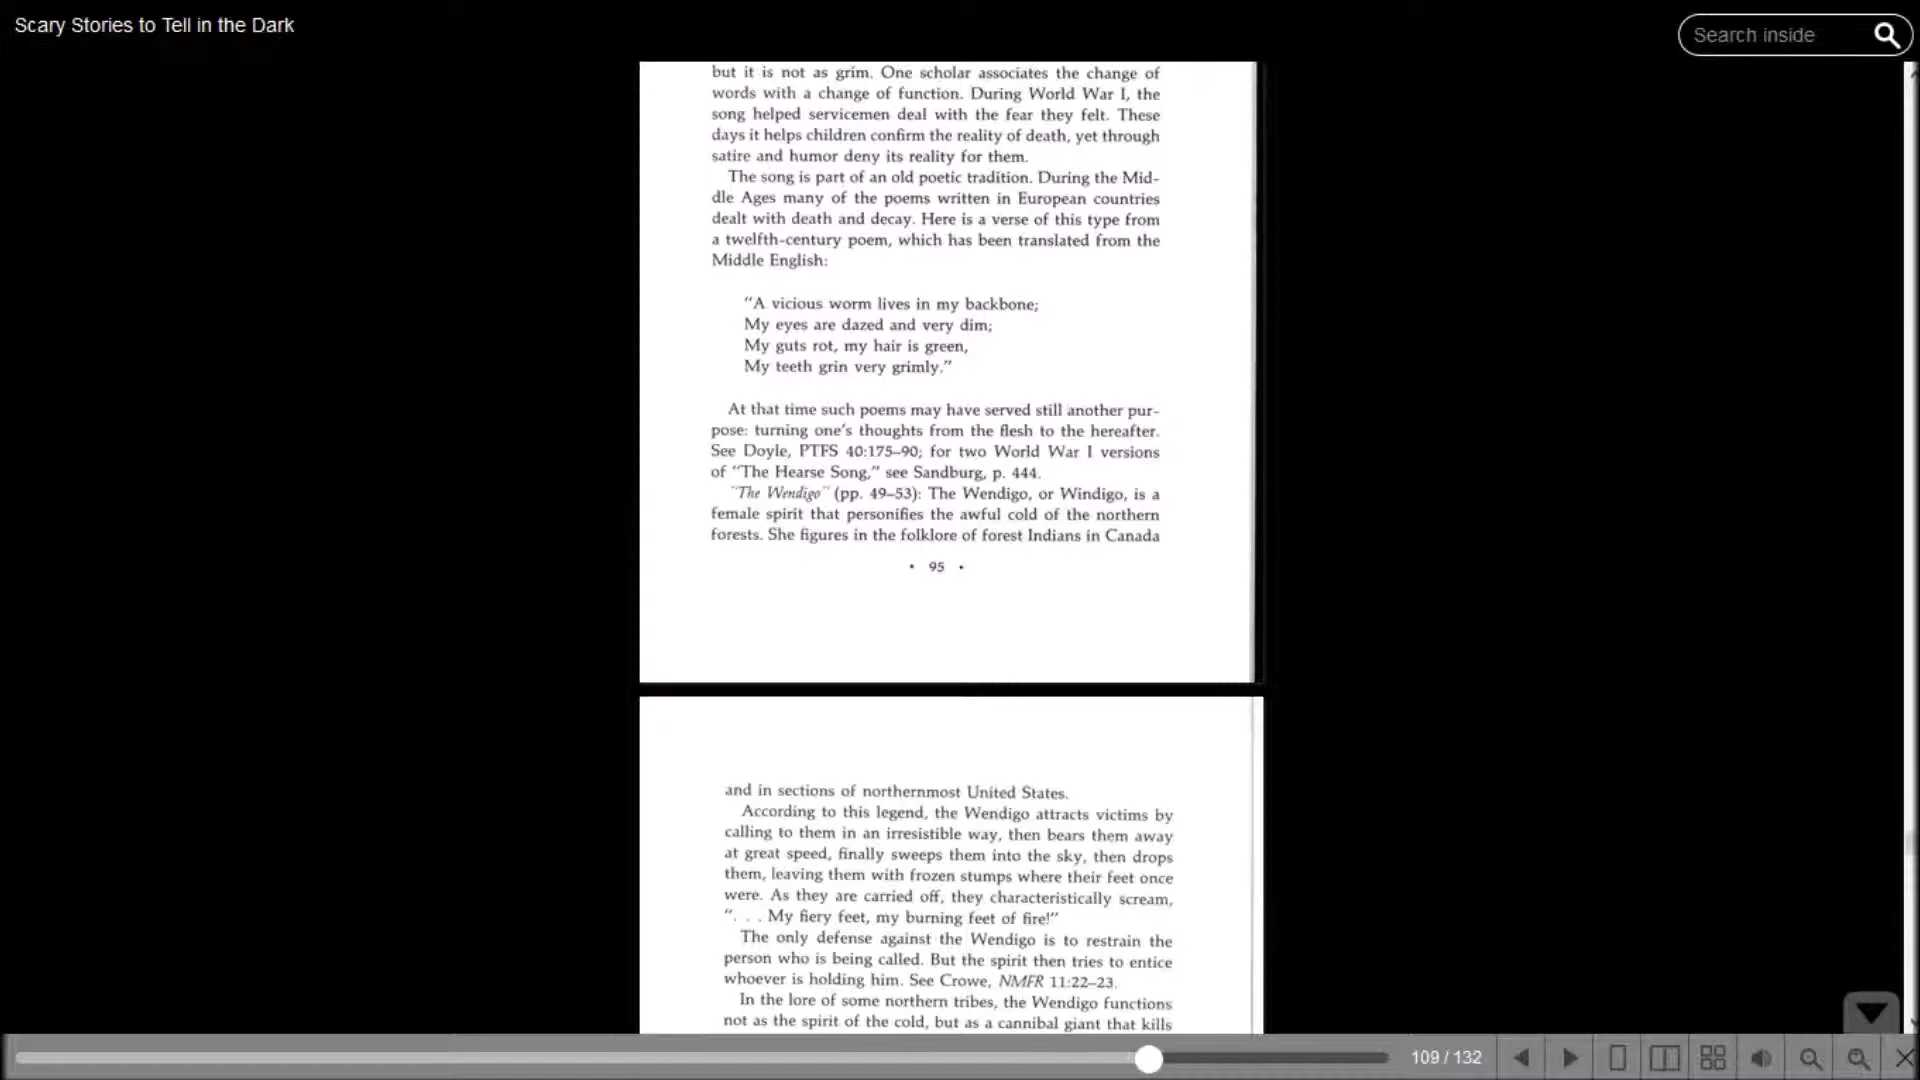 Scary Stories to Tell in the Dark
Search inside
but it is not as grim. One scholar associates the change of
words with a change of function. During World War I, the
song helped servicemen deal with the fear they felt. These
days it helps children confirm the reality of death, yet through
satire and humor deny its reality for them.
The song is part of an old poetic tradition. During the Mid-
dle Ages many of the poems written in European countries
dealt with death and decay. Here is a verse of this type from
a twelfth-century poem, which has been translated from the
Middle English:
"A vicious worm lives in my backbone;
My eyes are dazed and very dim;
My guts rot, my hair is green,
My teeth grin very grimly."
At that time such poems may have served still another pur-
pose: turning one's thoughts from the flesh to the hereafter.
See Doyle, PTFS 40:175–90; for two World War I versions
of "The Hearse Song," see Sandburg, p. 444.
"The Wendigo" (pp. 49–53): The Wendigo, or Windigo, is a
female spirit that personifies the awful cold of the northern
forests. She figures in the folklore of forest Indians in Canada
• 95 •
and in sections of northernmost United States.
According to this legend, the Wendigo attracts victims by
calling to them in an irresistible way, then bears them away
at great speed, finally sweeps them into the sky, then drops
them, leaving them with frozen stumps where their feet once
were. As they are carried off, they characteristically scream,
". . . My fiery feet, my burning feet of fire!"
The only defense against the Wendigo is to restrain the
person who is being called. But the spirit then tries to entice
whoever is holding him. See Crowe, NMFR 11:22–23.
In the lore of some northern tribes, the Wendigo functions
not as the spirit of the cold, but as a cannibal giant that kills
109 / 132